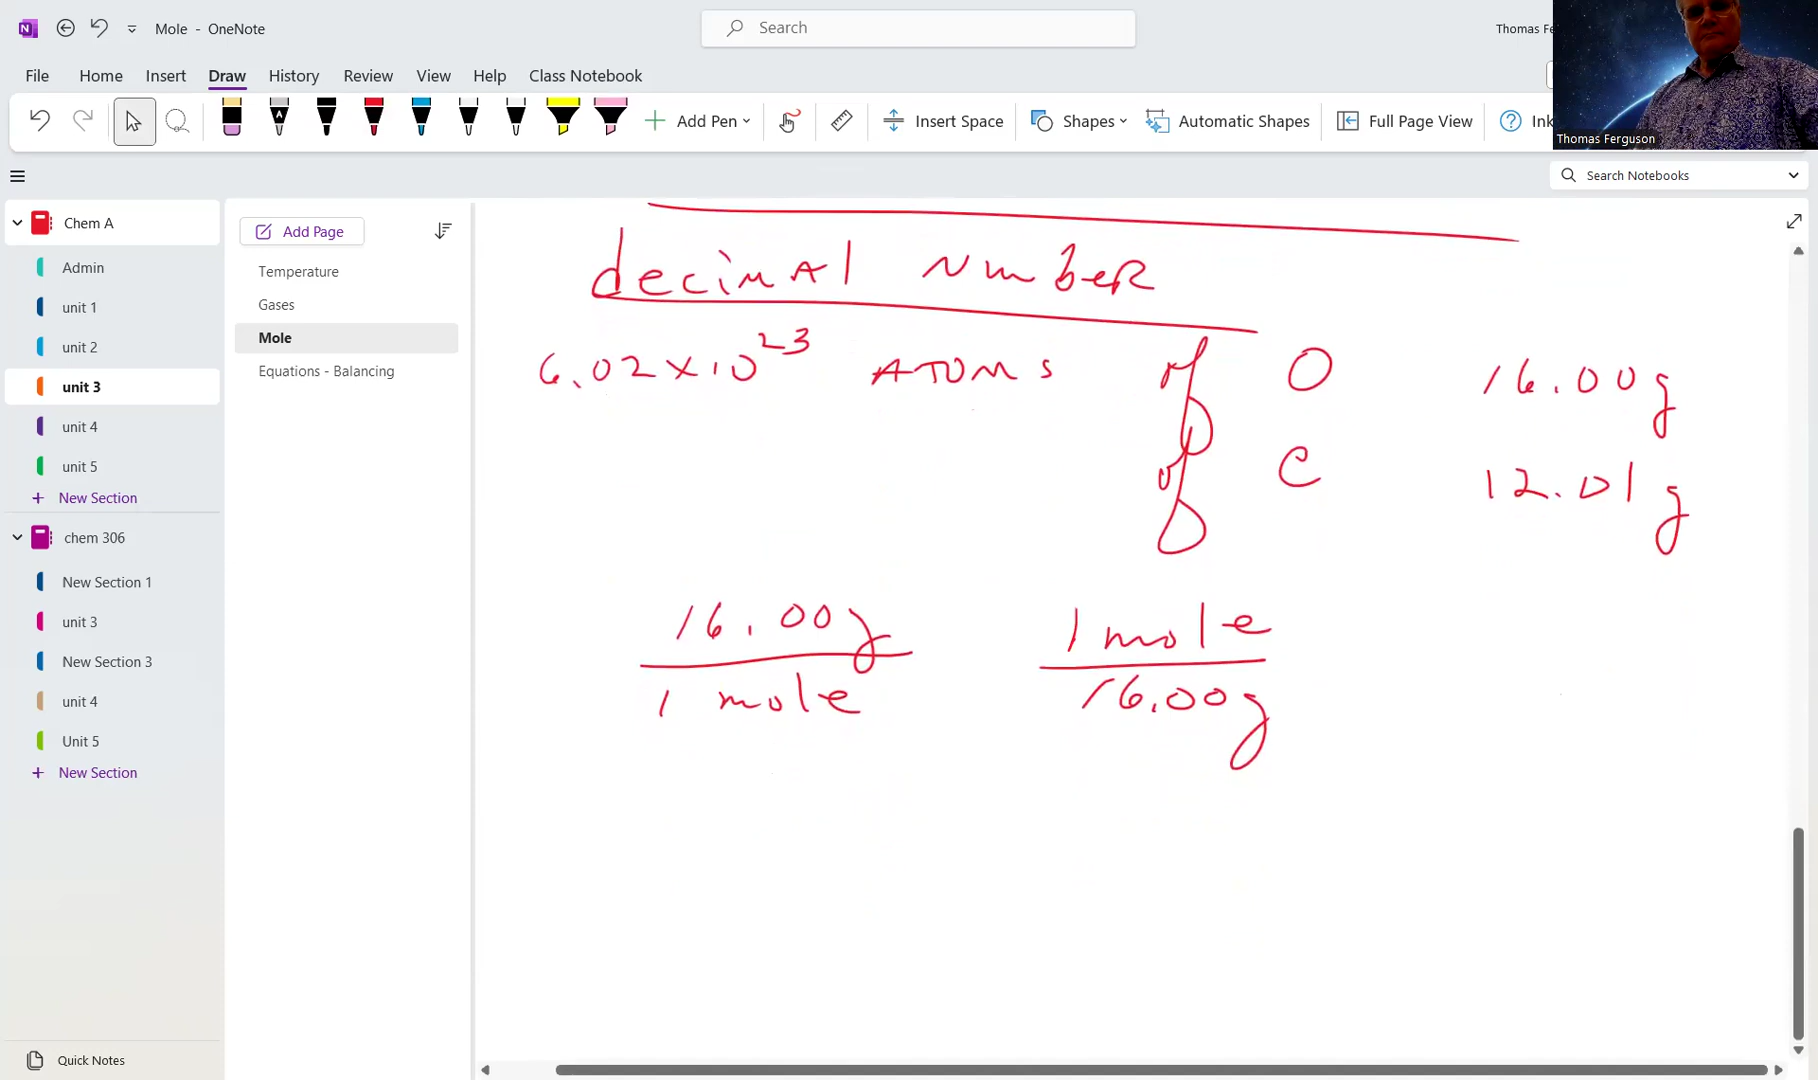 Mole - OneNote
Search
Thomas Fe
Thomas Ferguson
File Home Insert Draw History Review View Help Class Notebook
Add Pen
Insert Space
Shapes
Automatic Shapes
Full Page View
Ink
Search Notebooks
Chem A
Admin
unit 1
unit 2
unit 3
unit 4
unit 5
New Section
chem 306
New Section 1
unit 3
New Section 3
unit 4
Unit 5
New Section
Quick Notes
Add Page
Temperature
Gases
Mole
Equations - Balancing
decimAl NumbeR
6.02x10^23 ATOMs of O 16.00g
of C 12.01g
16.00g
1 mole
1 mole
16.00g